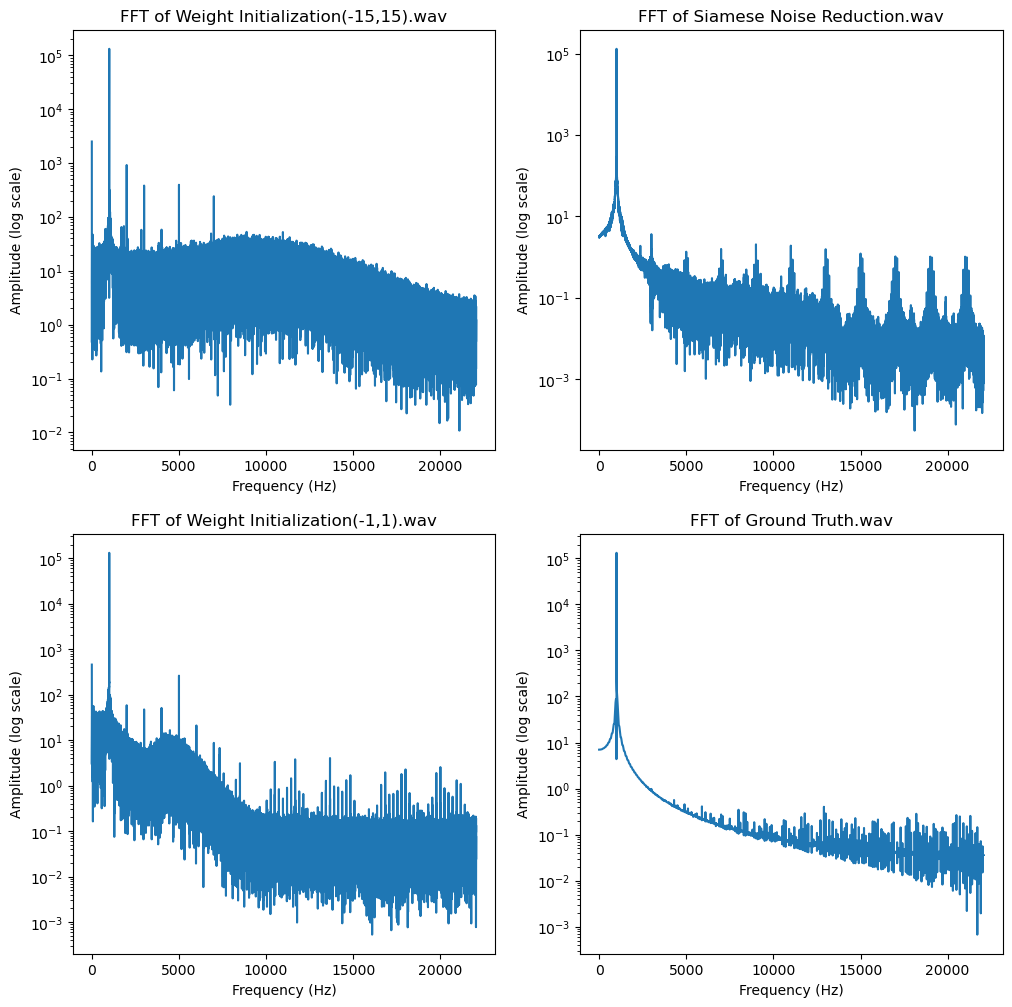 FFT of Weight Initialization(-15,15).wav
10^5
10^4
10^3
10^2
10^1
10^0
10^-1
10^-2
Amplitude (log scale)
0 5000 10000 15000 20000
Frequency (Hz)
FFT of Siamese Noise Reduction.wav
10^5
10^3
10^1
10^-1
10^-3
Amplitude (log scale)
0 5000 10000 15000 20000
Frequency (Hz)
FFT of Weight Initialization(-1,1).wav
10^5
10^4
10^3
10^2
10^1
10^0
10^-1
10^-2
10^-3
Amplitude (log scale)
0 5000 10000 15000 20000
Frequency (Hz)
FFT of Ground Truth.wav
10^5
10^4
10^3
10^2
10^1
10^0
10^-1
10^-2
10^-3
Amplitude (log scale)
0 5000 10000 15000 20000
Frequency (Hz)